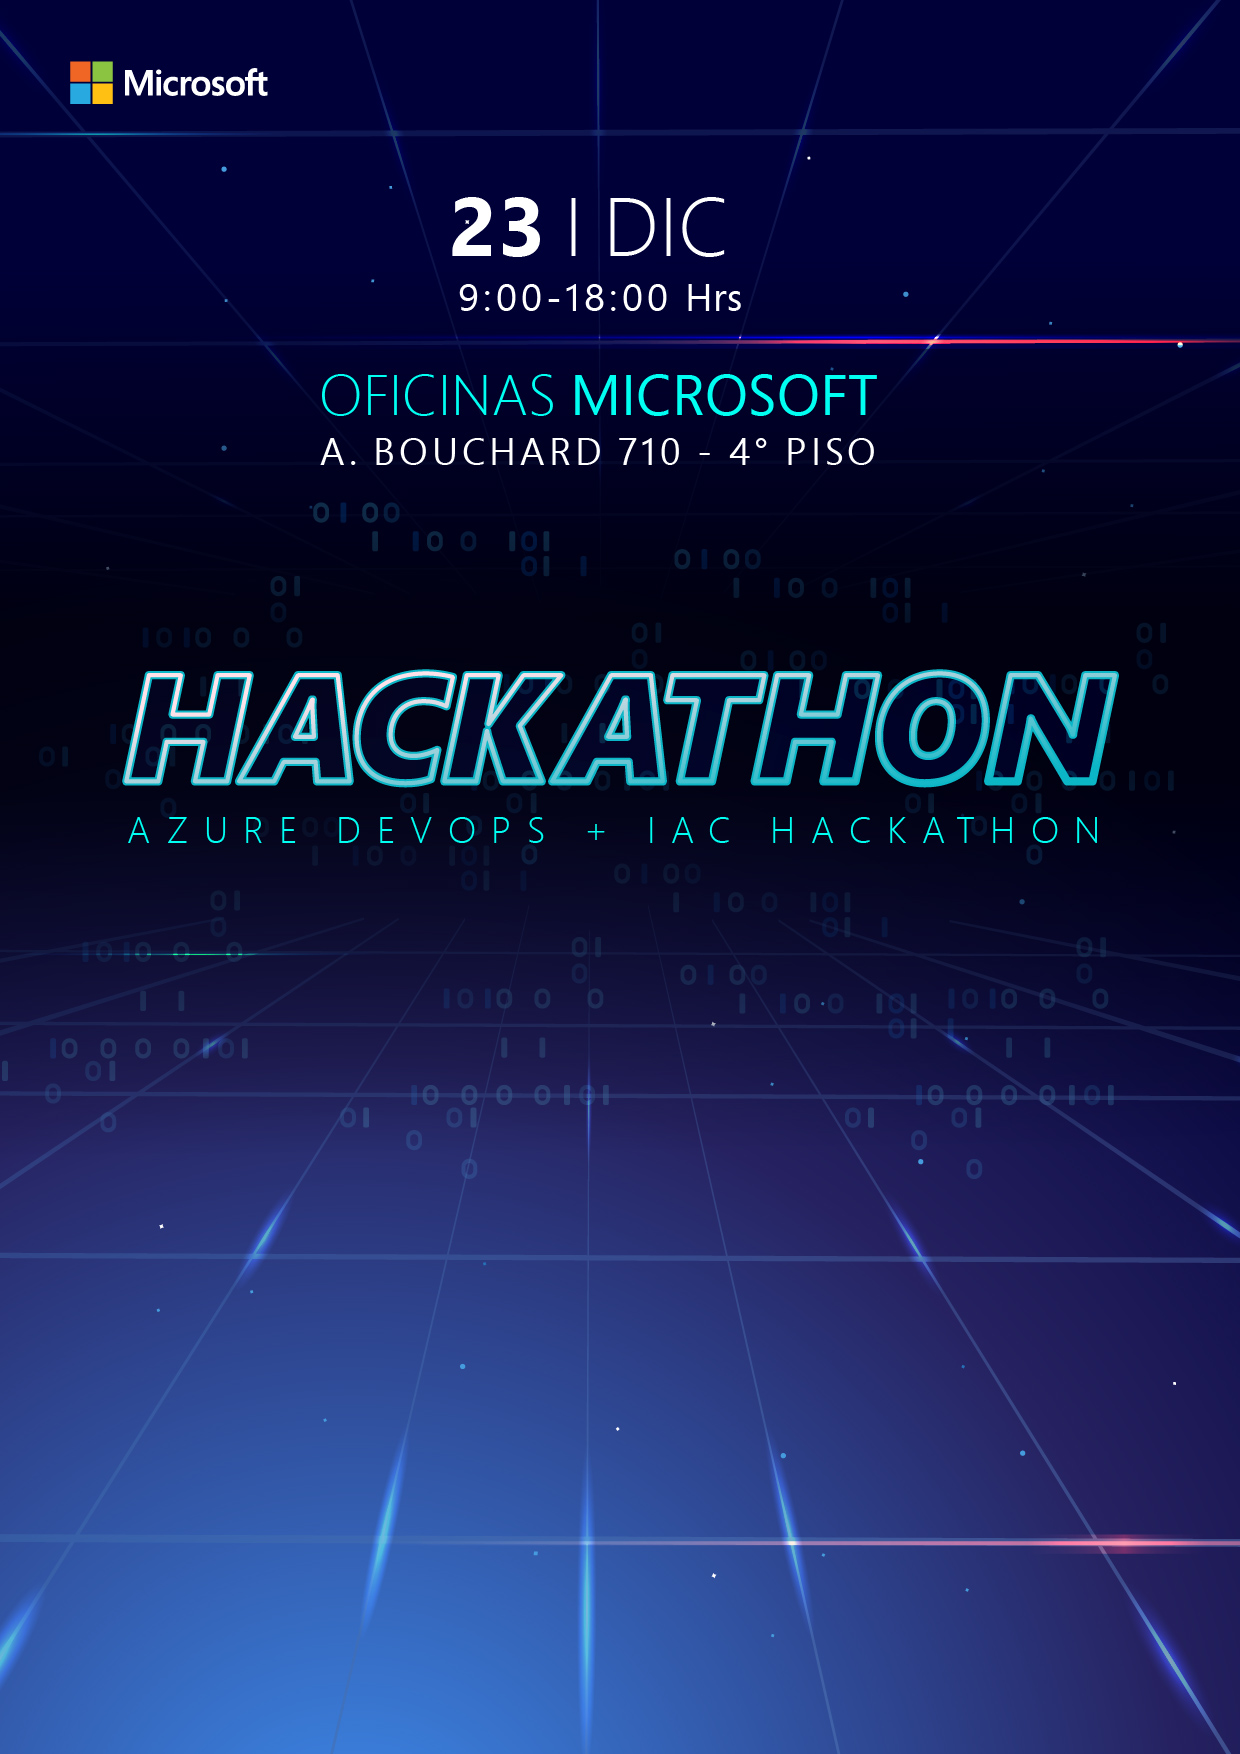 Microsoft
23 | DIC
9:00-18:00 Hrs
OFICINAS MICROSOFT
A. BOUCHARD 710 - 4° PISO
HACKATHON
AZURE DEVOPS + IAC HACKATHON